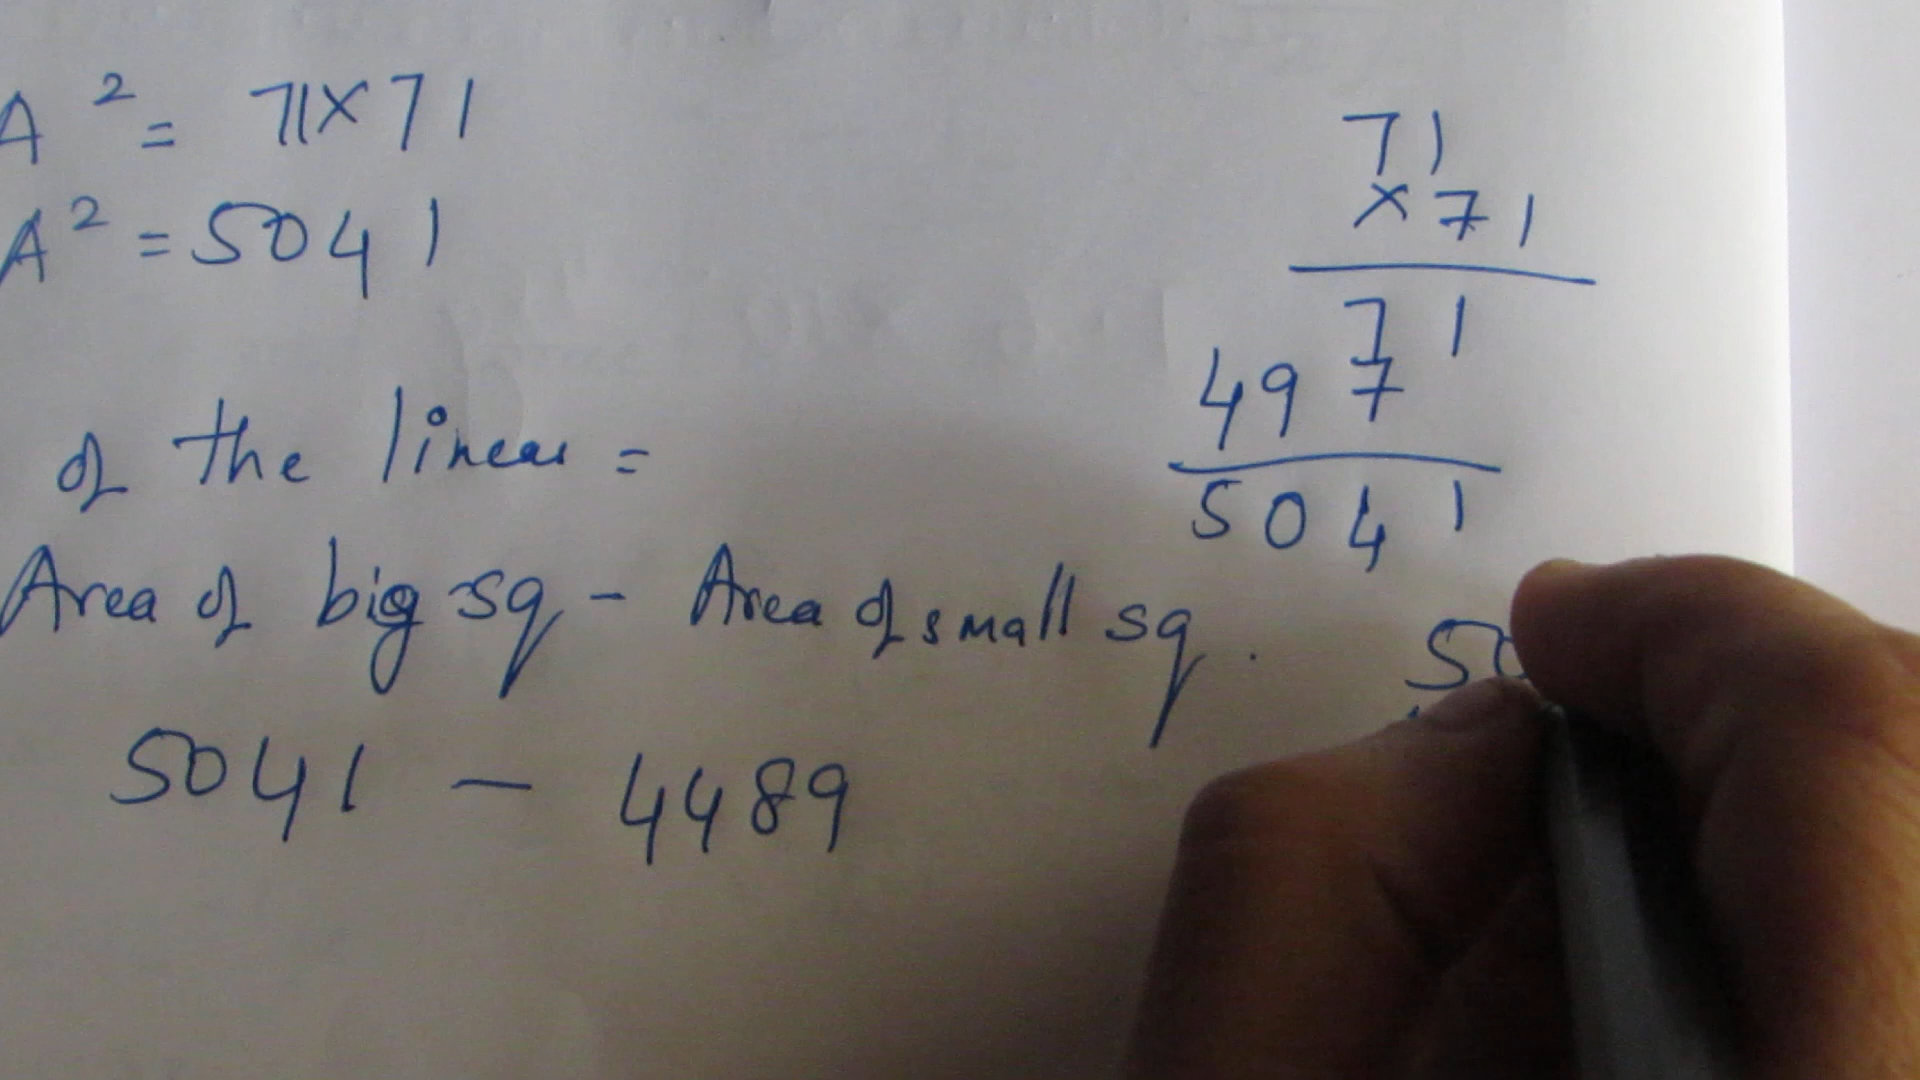 A² = 71×71
A² = 5041
of the linear =
Area of big sq - Area of small sq.
5041 - 4489
71
×71
71
497
5041
50